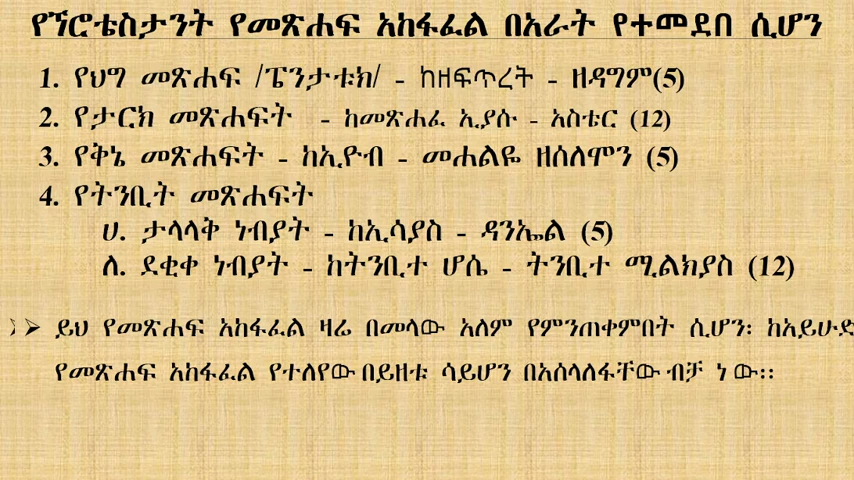 የፕሮቴስታንት የመጽሐፍ አከፋፈል በአራት የተመደበ ሲሆን
1. የህግ መጽሐፍ /ፔንታቱክ/ - ከዘፍጥረት - ዘዳግም(5)
2. የታርክ መጽሐፍት - ከመጽሐፈ ኢያሱ - አስቴር (12)
3. የቅኔ መጽሐፍት - ከኢዮብ - መሐልዬ ዘሰለሞን (5)
4. የትንቢት መጽሐፍት
ሀ. ታላላቅ ነብያት - ከኢሳያስ - ዳንኤል (5)
ለ. ደቂቀ ነብያት - ከትንቢተ ሆሴ - ትንቢተ ሚልክያስ (12)
➢ ይህ የመጽሐፍ አከፋፈል ዛሬ በመላው አለም የምንጠቀምበት ሲሆን፡ ከአይሁድ
የመጽሐፍ አከፋፈል የተለየው በይዘቱ ሳይሆን በአሰላለፋቸው ብቻ ነው፡፡